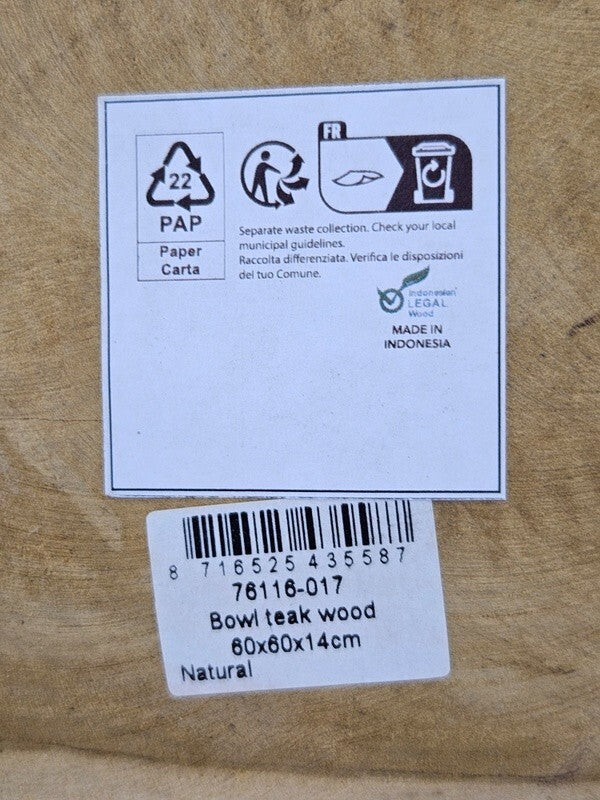 22
PAP
Paper
Carta
FR
Separate waste collection. Check your local
municipal guidelines.
Raccolta differenziata. Verifica le disposizioni
del tuo Comune.
Indonesian
LEGAL
Wood
MADE IN
INDONESIA
8 716525 435587
76116-017
Bowl teak wood
60x60x14cm
Natural